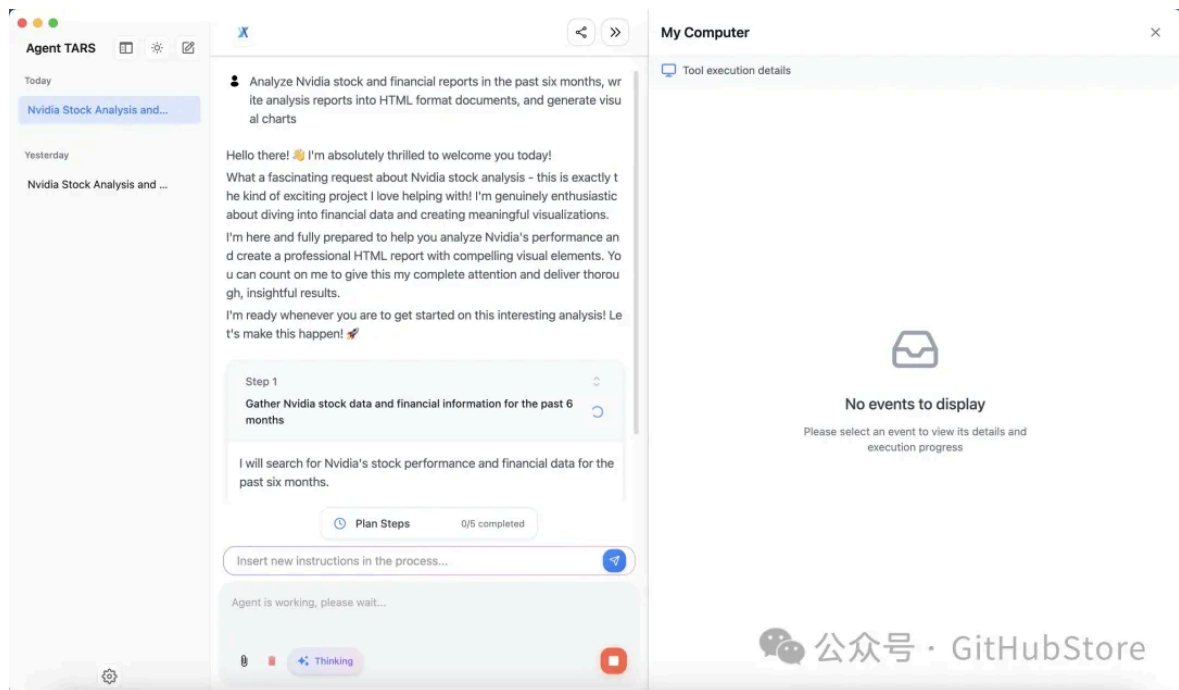 Agent TARS
Today
Nvidia Stock Analysis and...
Yesterday
Nvidia Stock Analysis and ...
Analyze Nvidia stock and financial reports in the past six months, wr
ite analysis reports into HTML format documents, and generate visu
al charts
Hello there! 👋 I'm absolutely thrilled to welcome you today!
What a fascinating request about Nvidia stock analysis - this is exactly t
he kind of exciting project I love helping with! I'm genuinely enthusiastic
about diving into financial data and creating meaningful visualizations.
I'm here and fully prepared to help you analyze Nvidia's performance an
d create a professional HTML report with compelling visual elements. Yo
u can count on me to give this my complete attention and deliver thorou
gh, insightful results.
I'm ready whenever you are to get started on this interesting analysis! Le
t's make this happen! 🚀
Step 1
Gather Nvidia stock data and financial information for the past 6
months
I will search for Nvidia's stock performance and financial data for the
past six months.
Plan Steps 0/5 completed
Insert new instructions in the process...
Agent is working, please wait...
Thinking
My Computer
Tool execution details
No events to display
Please select an event to view its details and
execution progress
公众号 · GitHubStore